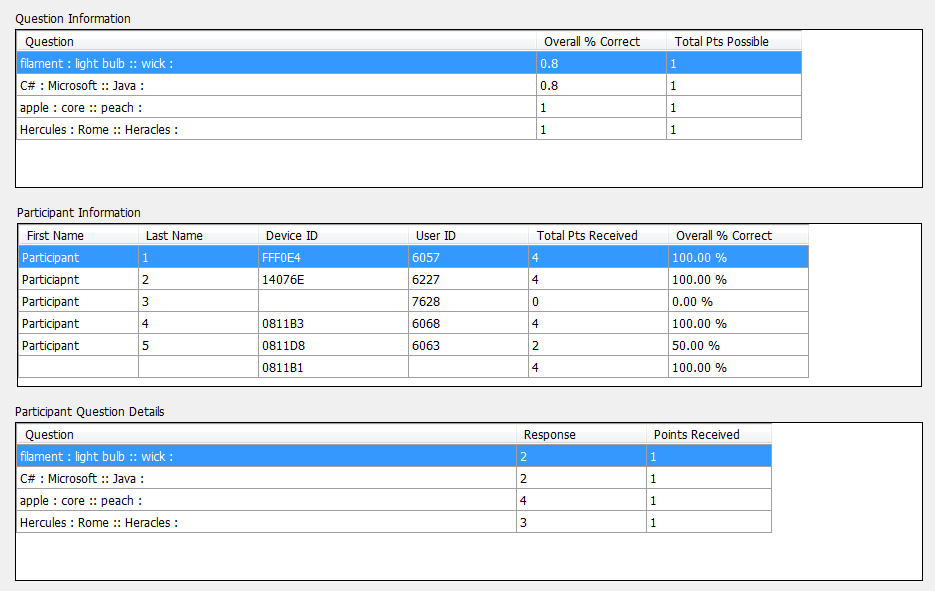 Question Information
Question Overall % Correct Total Pts Possible
filament : light bulb :: wick : 0.8 1
C# : Microsoft :: Java : 0.8 1
apple : core :: peach : 1 1
Hercules : Rome :: Heracles : 1 1
Participant Information
First Name Last Name Device ID User ID Total Pts Received Overall % Correct
Participant 1 FFF0E4 6057 4 100.00 %
Particiapnt 2 14076E 6227 4 100.00 %
Participant 3 7628 0 0.00 %
Participant 4 0811B3 6068 4 100.00 %
Participant 5 0811D8 6063 2 50.00 %
0811B1 4 100.00 %
Participant Question Details
Question Response Points Received
filament : light bulb :: wick : 2 1
C# : Microsoft :: Java : 2 1
apple : core :: peach : 4 1
Hercules : Rome :: Heracles : 3 1